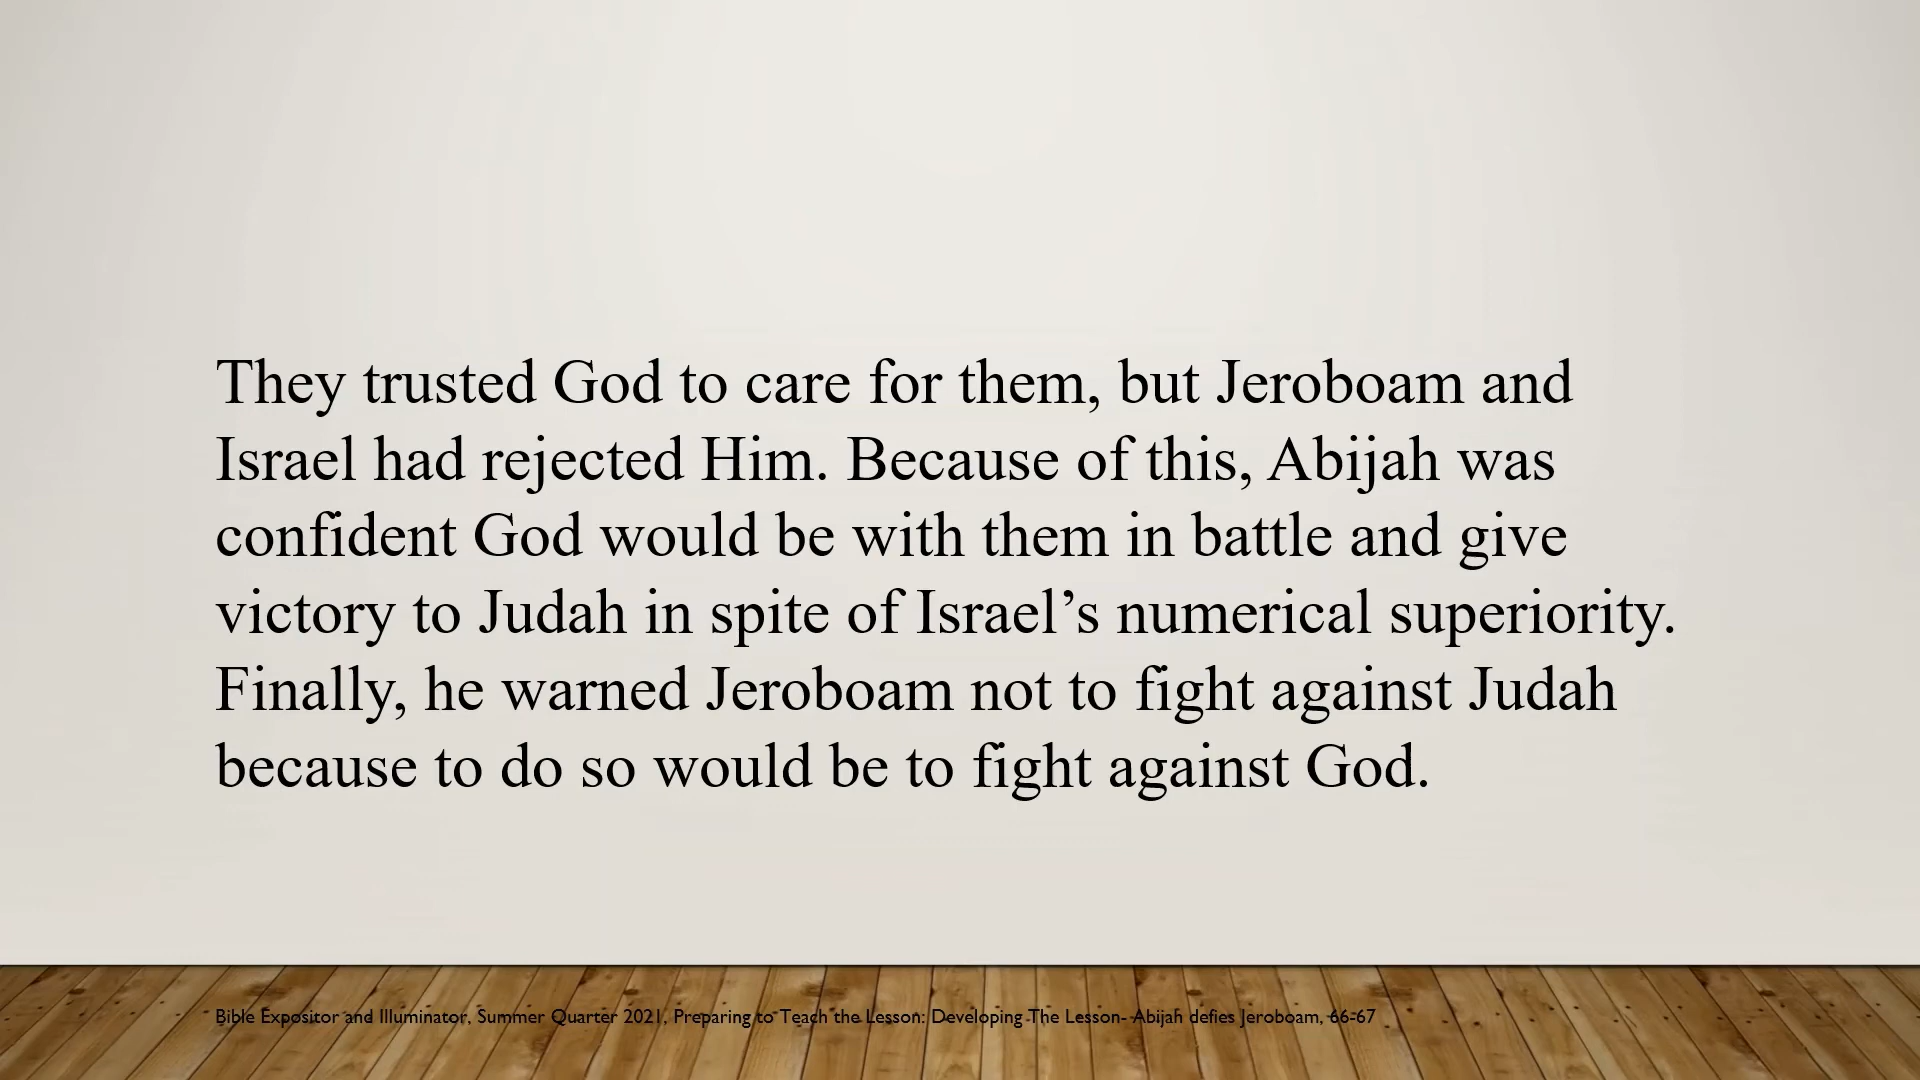 They trusted God to care for them, but Jeroboam and
Israel had rejected Him. Because of this, Abijah was
confident God would be with them in battle and give
victory to Judah in spite of Israel’s numerical superiority.
Finally, he warned Jeroboam not to fight against Judah
because to do so would be to fight against God.
Bible Expositor and Illuminator, Summer Quarter 2021, Preparing to Teach the Lesson: Developing The Lesson- Abijah defies Jeroboam, 66-67